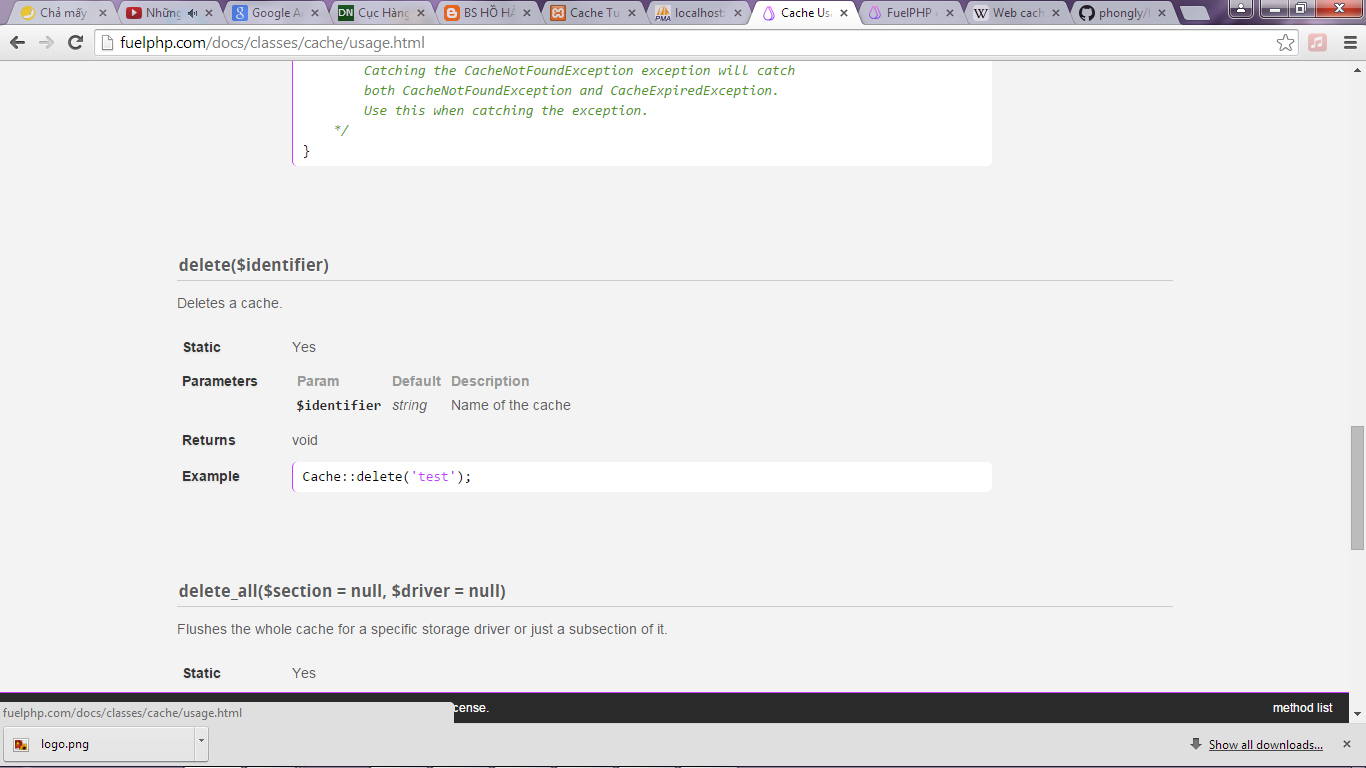 Chả mấy
Những
Google A
DN Cục Hàng
BS HỒ H
Cache Tu
PMA localhost
Cache Us
FuelPHP
W Web cach
phongly/
fuelphp.com/docs/classes/cache/usage.html
Catching the CacheNotFoundException exception will catch
both CacheNotFoundException and CacheExpiredException.
Use this when catching the exception.
*/
}
delete($identifier)
Deletes a cache.
Static Yes
Parameters Param Default Description
$identifier string Name of the cache
Returns void
Example Cache::delete('test');
delete_all($section = null, $driver = null)
Flushes the whole cache for a specific storage driver or just a subsection of it.
Static Yes
cense. method list
fuelphp.com/docs/classes/cache/usage.html
logo.png Show all downloads...